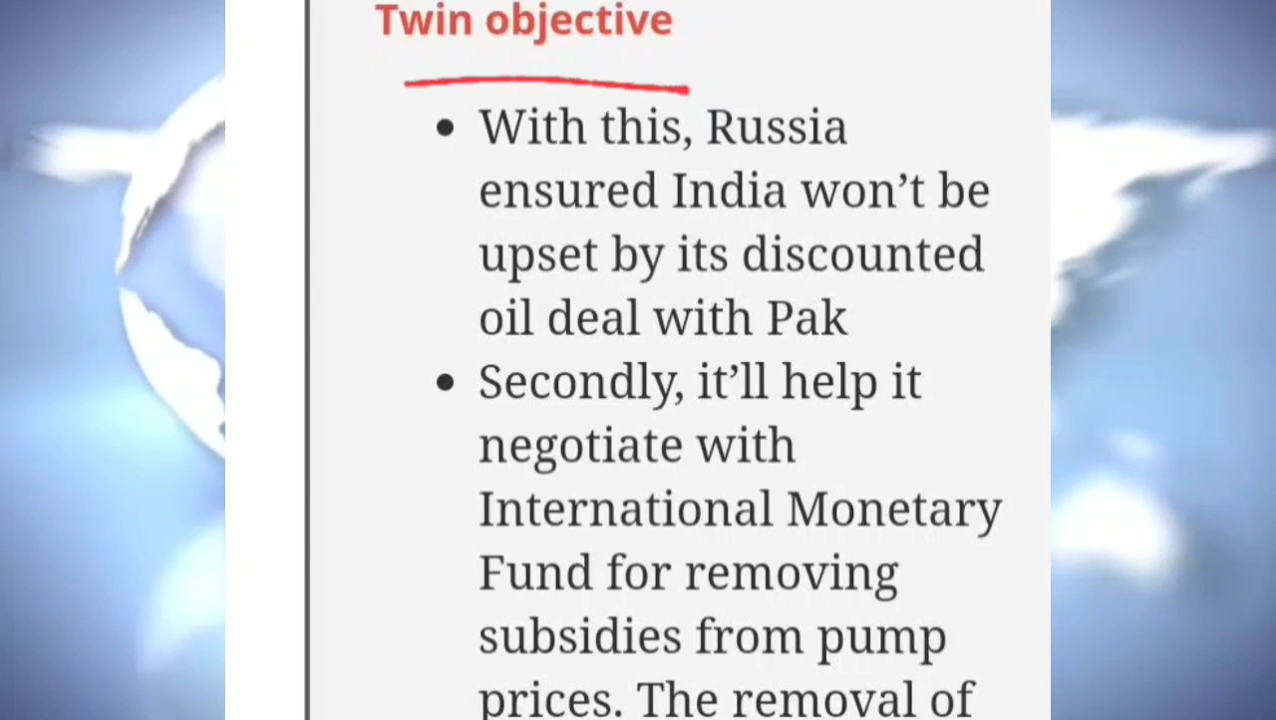 Twin objective
• With this, Russia
ensured India won’t be
upset by its discounted
oil deal with Pak
• Secondly, it’ll help it
negotiate with
International Monetary
Fund for removing
subsidies from pump
prices. The removal of